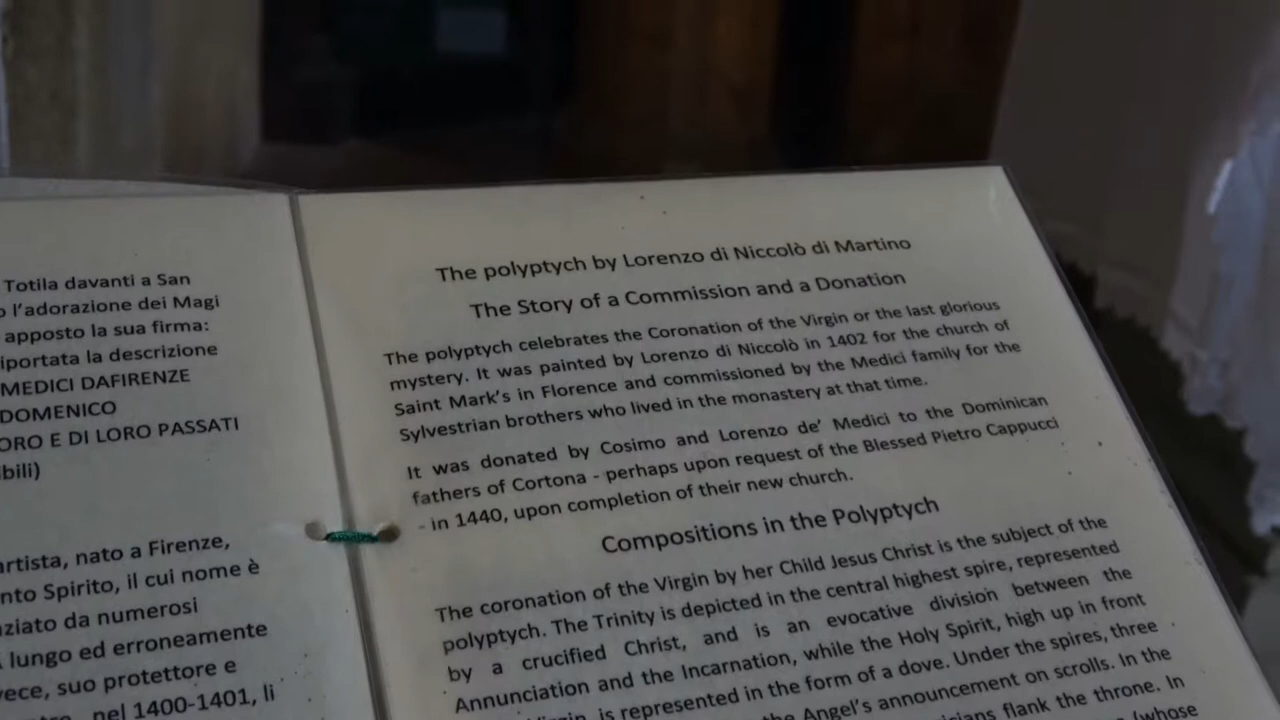 Totila davanti a San
l’adorazione dei Magi
apposto la sua firma:
riportata la descrizione
MEDICI DAFIRENZE
DOMENICO
ORO E DI LORO PASSATI
artista, nato a Firenze,
Spirito, il cui nome è
da numerosi
lungo ed erroneamente
suo protettore e
nel 1400-1401, li
The polyptych by Lorenzo di Niccolò di Martino
The Story of a Commission and a Donation
The polyptych celebrates the Coronation of the Virgin or the last glorious
mystery. It was painted by Lorenzo di Niccolò in 1402 for the church of
Saint Mark’s in Florence and commissioned by the Medici family for the
Sylvestrian brothers who lived in the monastery at that time.
It was donated by Cosimo and Lorenzo de’ Medici to the Dominican
fathers of Cortona - perhaps upon request of the Blessed Pietro Cappucci
- in 1440, upon completion of their new church.
Compositions in the Polyptych
The coronation of the Virgin by her Child Jesus Christ is the subject of the
polyptych. The Trinity is depicted in the central highest spire, represented
by a crucified Christ, and is an evocative division between the
Annunciation and the Incarnation, while the Holy Spirit, high up in front
is represented in the form of a dove. Under the spires, three
the Angel’s announcement on scrolls. In the
flank the throne. In
(whose